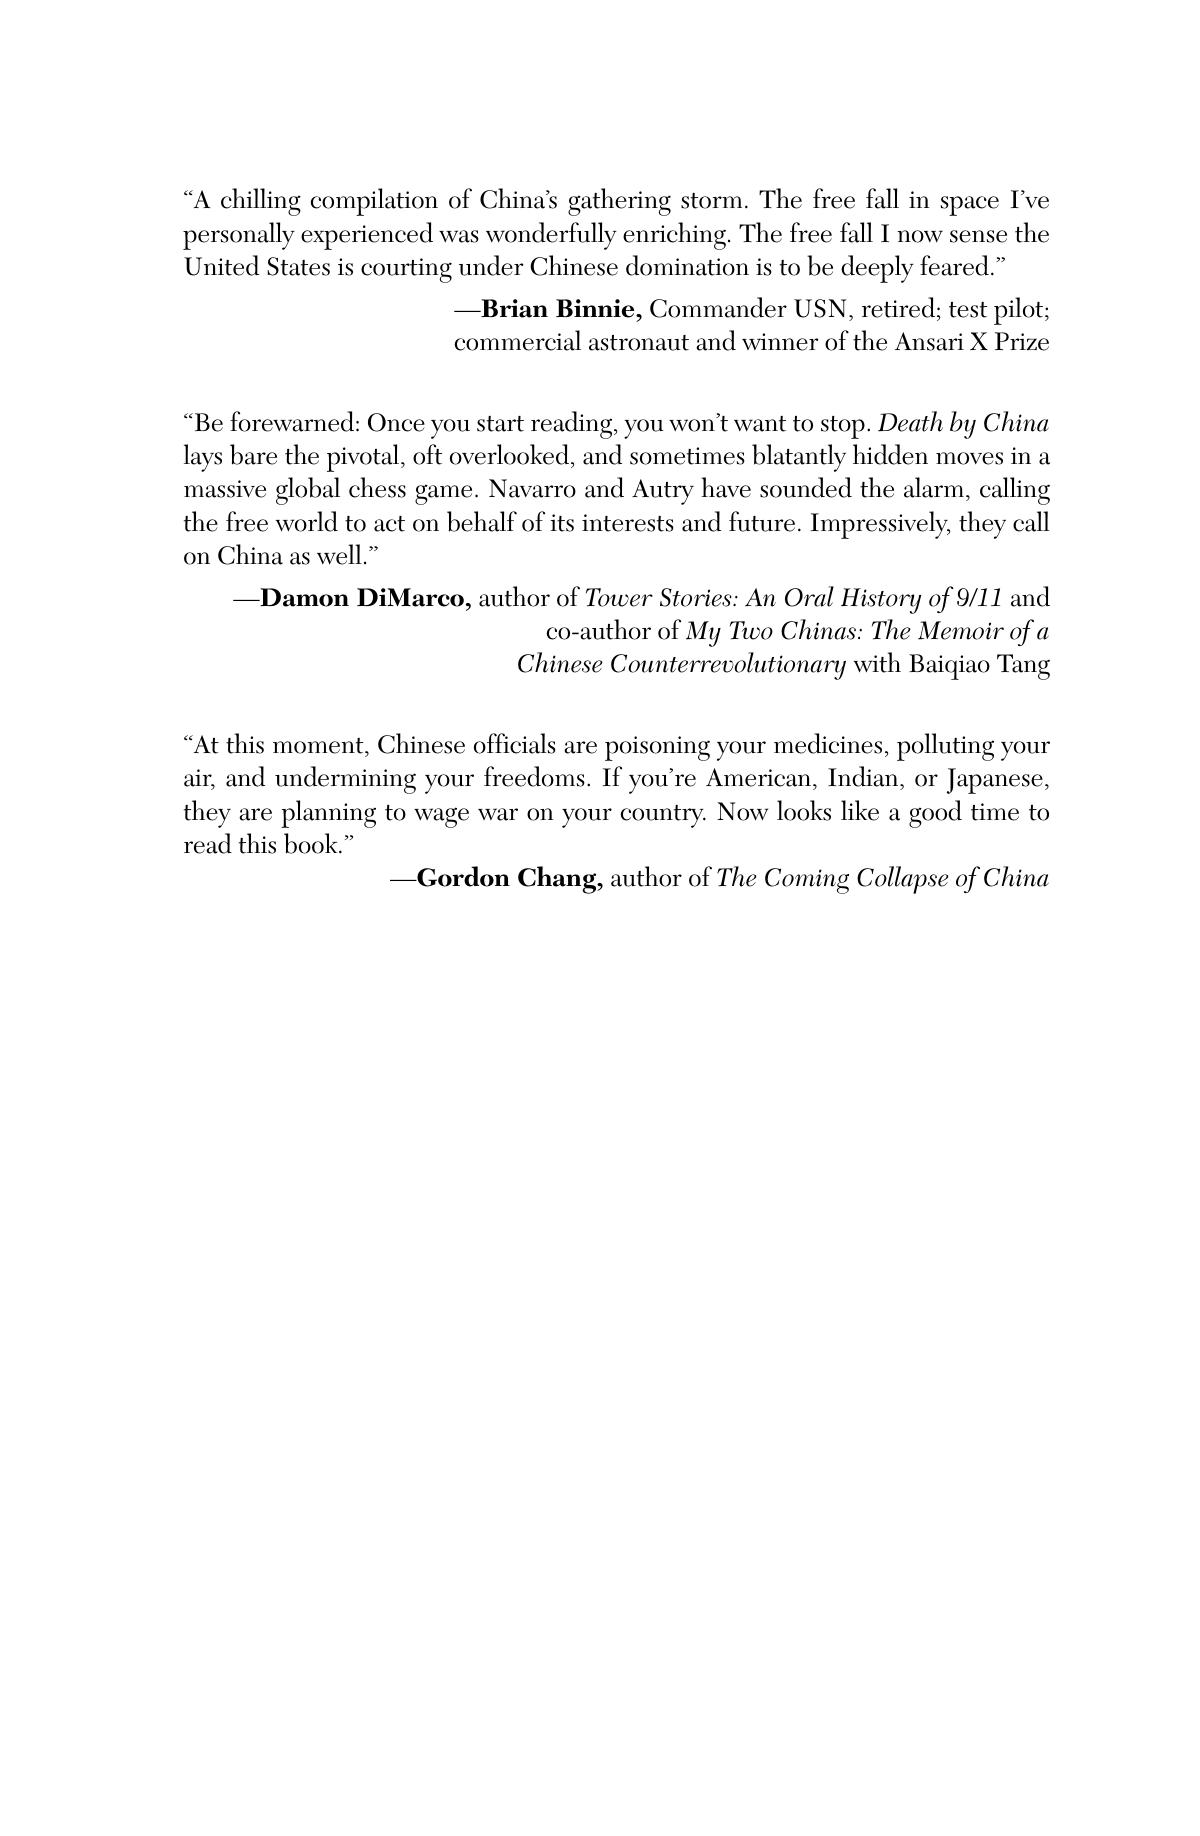 “A chilling compilation of China’s gathering storm. The free fall in space I’ve
personally experienced was wonderfully enriching. The free fall I now sense the
United States is courting under Chinese domination is to be deeply feared.”
—Brian Binnie, Commander USN, retired; test pilot;
commercial astronaut and winner of the Ansari X Prize
“Be forewarned: Once you start reading, you won’t want to stop. Death by China
lays bare the pivotal, oft overlooked, and sometimes blatantly hidden moves in a
massive global chess game. Navarro and Autry have sounded the alarm, calling
the free world to act on behalf of its interests and future. Impressively, they call
on China as well.”
—Damon DiMarco, author of Tower Stories: An Oral History of 9/11 and
co-author of My Two Chinas: The Memoir of a
Chinese Counterrevolutionary with Baiqiao Tang
“At this moment, Chinese officials are poisoning your medicines, polluting your
air, and undermining your freedoms. If you’re American, Indian, or Japanese,
they are planning to wage war on your country. Now looks like a good time to
read this book.”
—Gordon Chang, author of The Coming Collapse of China